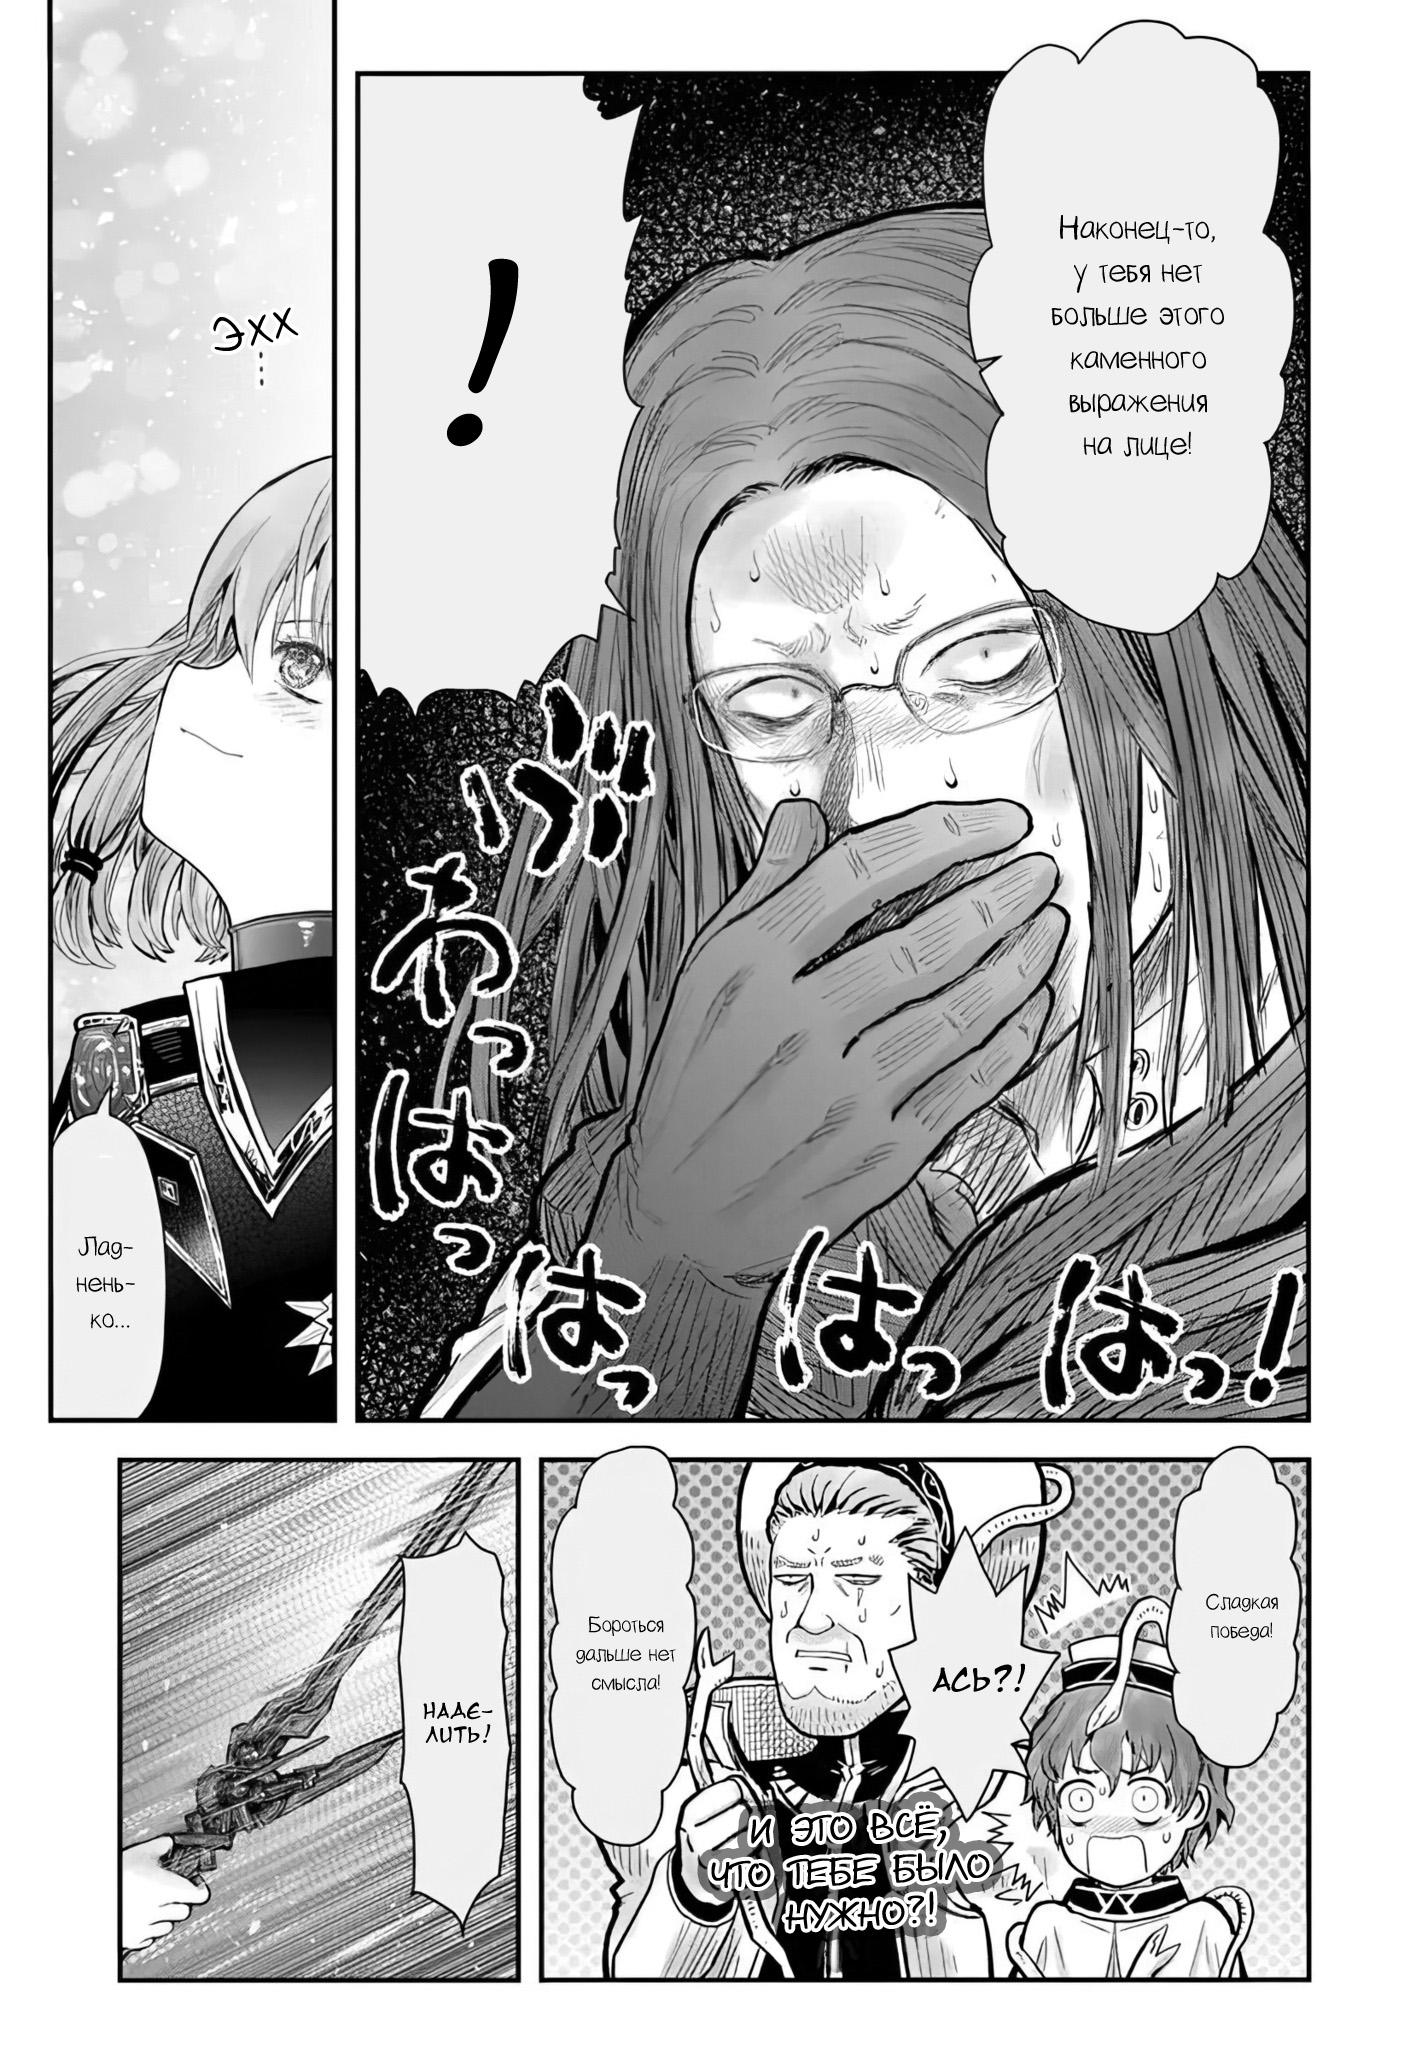 Наконец-то,
у тебя нет
больше этого
каменного
выражения
на лице!
!
ぶ
わっ
はっ
はっ
はっ
はっ!
Эхх
...
Лад-
нень-
ко...
Сладкая
победа!
АСЬ?!
Бороться
дальше нет
смысла!
И ЭТО ВСЁ,
ЧТО ТЕБЕ БЫЛО
НУЖНО?!
НАДЕ-
ЛИТЬ!